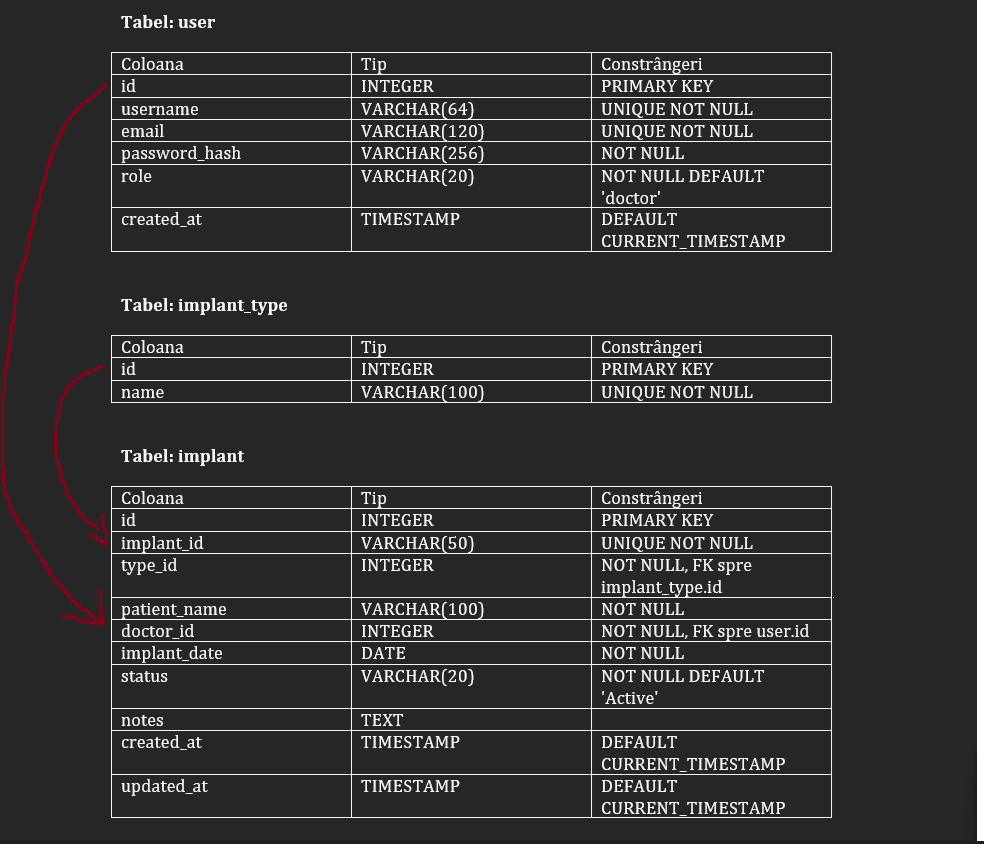 Tabel: user
Coloana Tip Constrângeri
id INTEGER PRIMARY KEY
username VARCHAR(64) UNIQUE NOT NULL
email VARCHAR(120) UNIQUE NOT NULL
password_hash VARCHAR(256) NOT NULL
role VARCHAR(20) NOT NULL DEFAULT
'doctor'
created_at TIMESTAMP DEFAULT
CURRENT_TIMESTAMP
Tabel: implant_type
Coloana Tip Constrângeri
id INTEGER PRIMARY KEY
name VARCHAR(100) UNIQUE NOT NULL
Tabel: implant
Coloana Tip Constrângeri
id INTEGER PRIMARY KEY
implant_id VARCHAR(50) UNIQUE NOT NULL
type_id INTEGER NOT NULL, FK spre
implant_type.id
patient_name VARCHAR(100) NOT NULL
doctor_id INTEGER NOT NULL, FK spre user.id
implant_date DATE NOT NULL
status VARCHAR(20) NOT NULL DEFAULT
'Active'
notes TEXT
created_at TIMESTAMP DEFAULT
CURRENT_TIMESTAMP
updated_at TIMESTAMP DEFAULT
CURRENT_TIMESTAMP